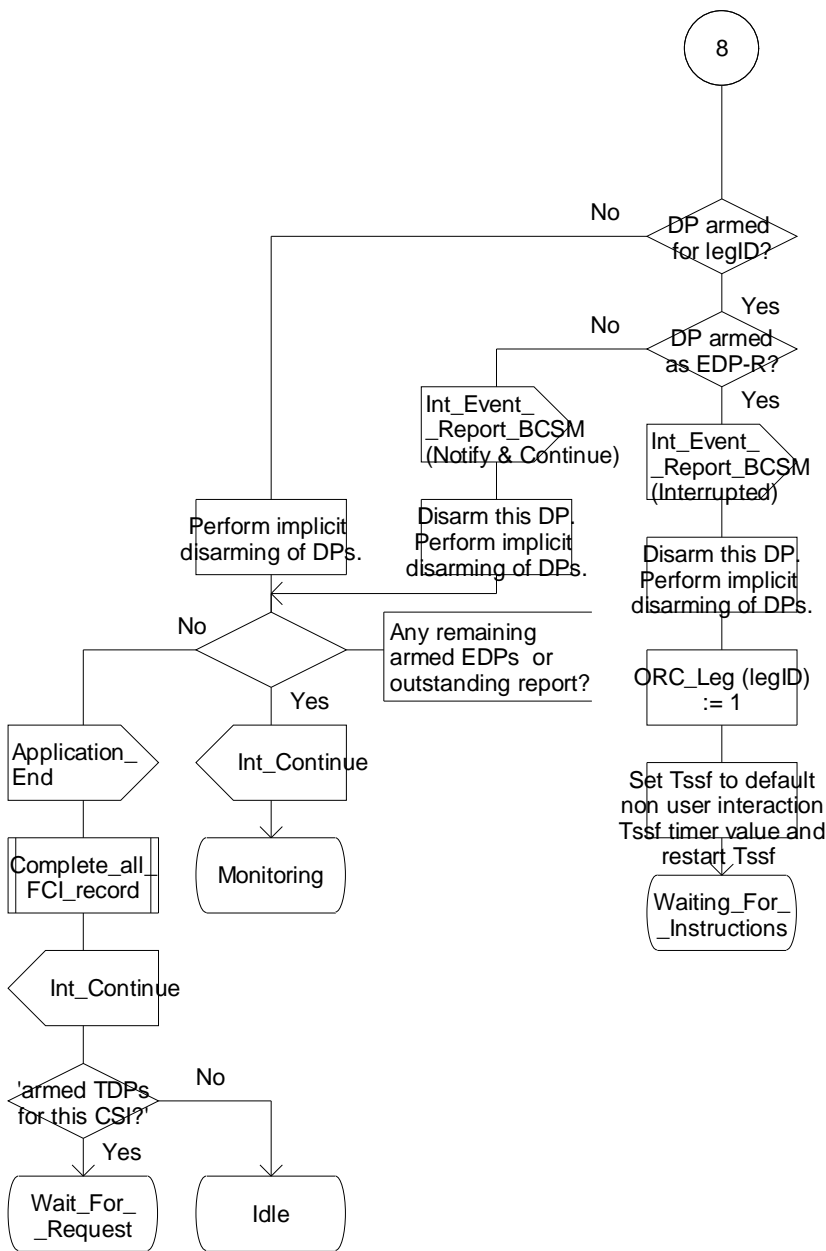 8
No
DP armed
for legID?
Yes
No
DP armed
as EDP-R?
Yes
Int_Event_
_Report_BCSM
(Notify & Continue)
Int_Event_
_Report_BCSM
(Interrupted)
Perform implicit
disarming of DPs.
Disarm this DP.
Perform implicit
disarming of DPs.
Disarm this DP.
Perform implicit
disarming of DPs.
No
Any remaining
armed EDPs or
outstanding report?
Yes
ORC_Leg (legID)
:= 1
Application_
End
Int_Continue
Set Tssf to default
non user interaction
Tssf timer value and
restart Tssf
Complete_all_
FCI_record
Monitoring
Waiting_For_
_Instructions
Int_Continue
'armed TDPs
for this CSI?'
No
Yes
Wait_For_
_Request
Idle